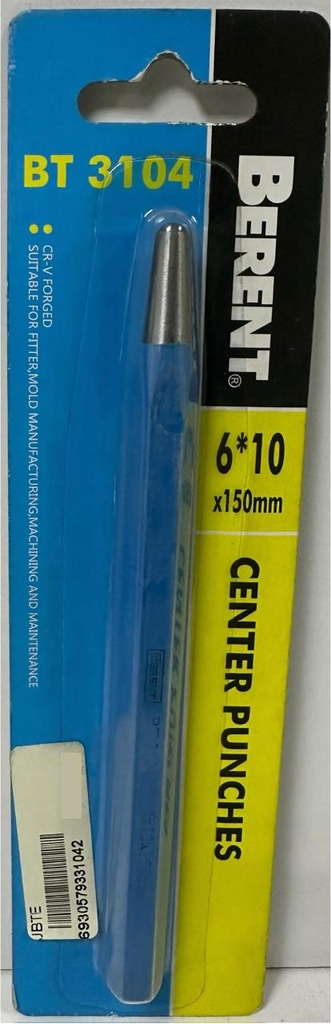 BT 3104
BERENT®
CR-V FORGED
SUITABLE FOR FITTER,MOLD MANUFACTURING,MACHINING AND MAINTENANCE
6*10
x150mm
CENTER PUNCHES
6930579331042